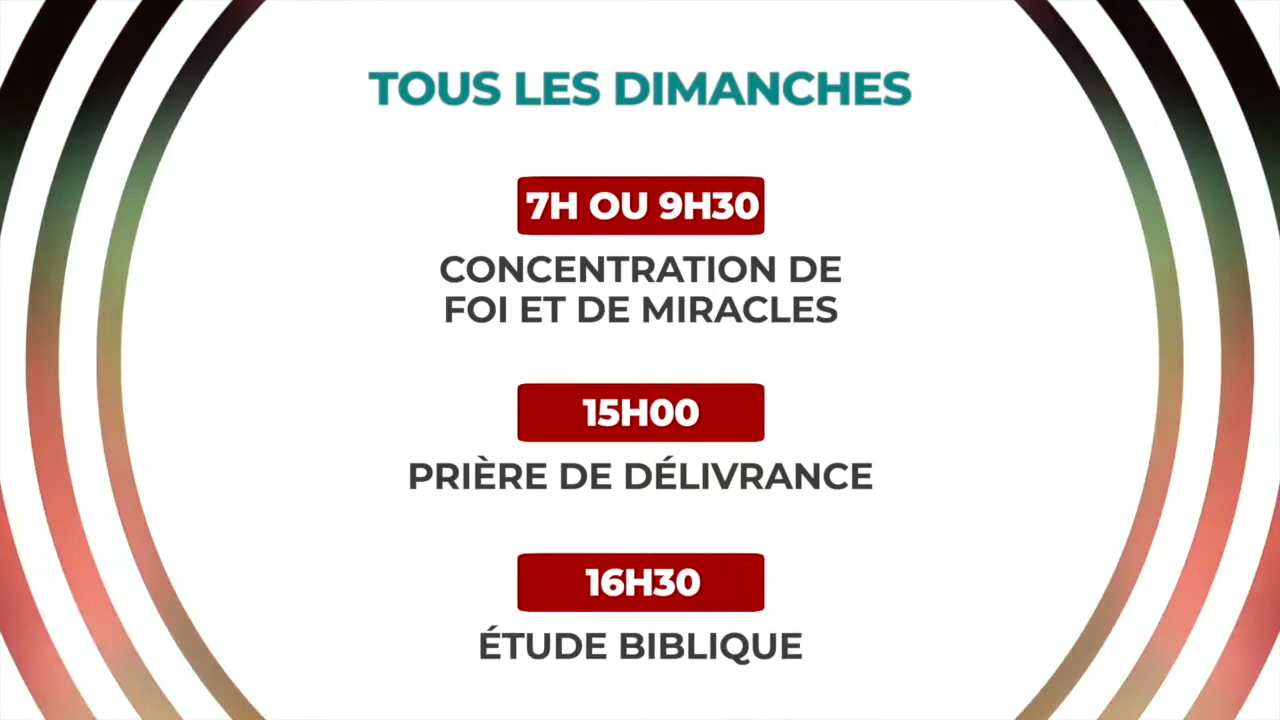 TOUS LES DIMANCHES
7H OU 9H30
CONCENTRATION DE
FOI ET DE MIRACLES
15H00
PRIÈRE DE DÉLIVRANCE
16H30
ÉTUDE BIBLIQUE